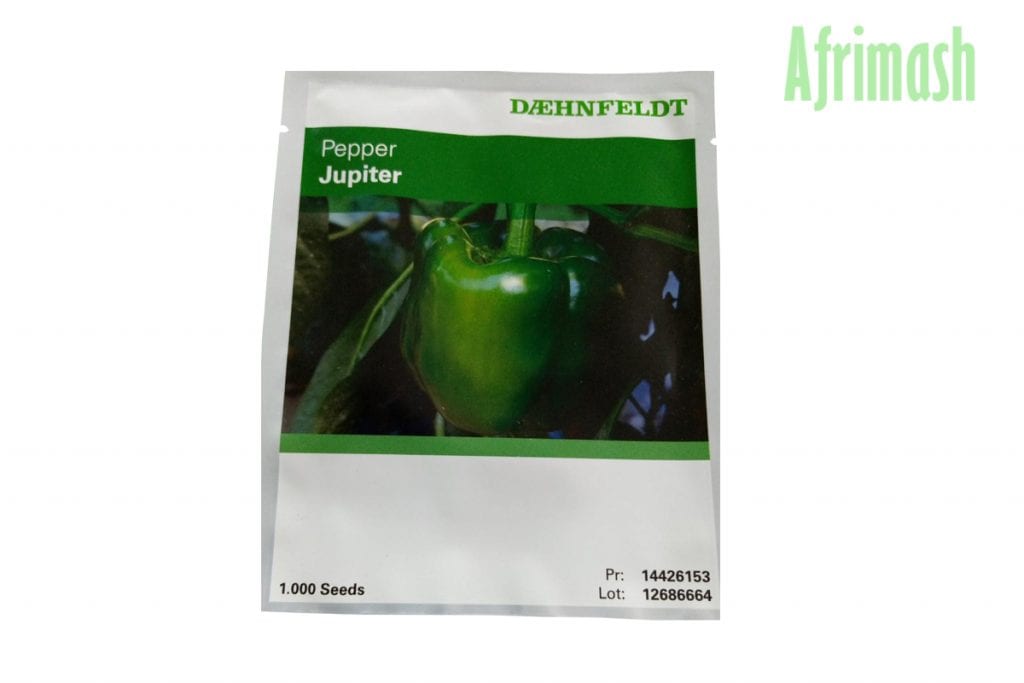 Afrimash
DÆHNFELDT
Pepper
Jupiter
1.000 Seeds
Pr: 14426153
Lot: 12686664